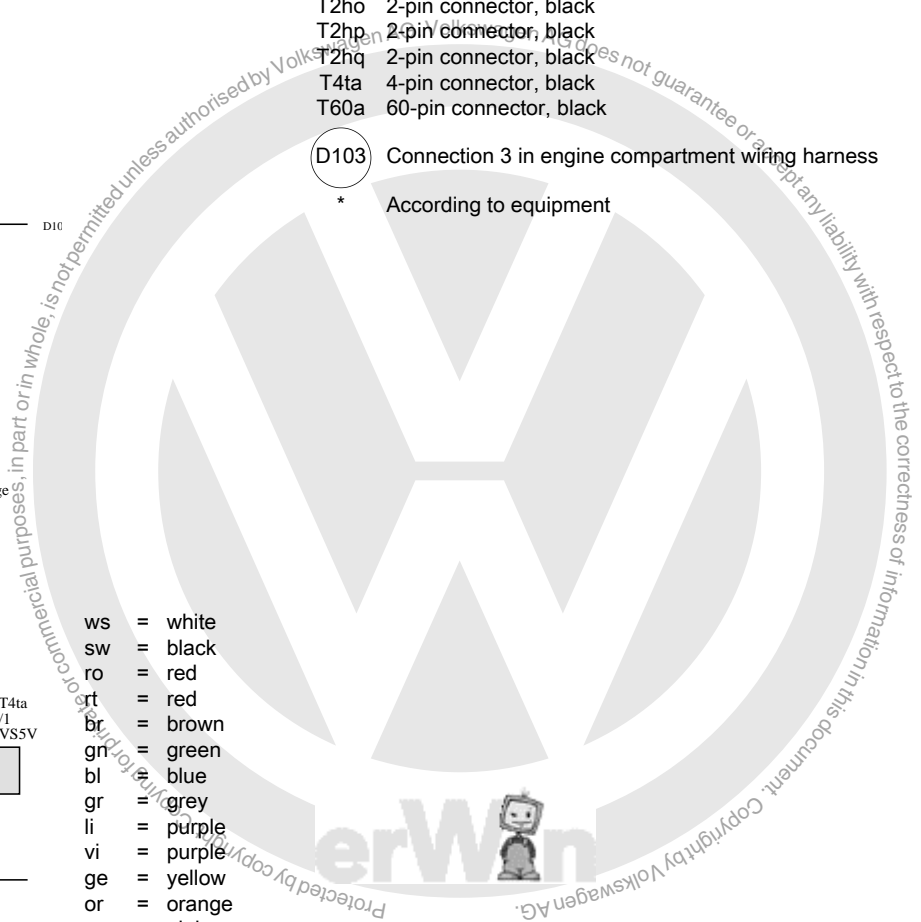 T2ho 2-pin connector, black
T2hp 2-pin connector, black
T2hq 2-pin connector, black
T4ta 4-pin connector, black
T60a 60-pin connector, black
D103 Connection 3 in engine compartment wiring harness
* According to equipment
D10
ge
T4ta
/1
VS5V
ws = white
sw = black
ro = red
rt = red
br = brown
gn = green
bl = blue
gr = grey
li = purple
vi = purple
ge = yellow
or = orange
erWin
Protected by copyright. Copying for private or commercial purposes, in part or in whole, is not permitted unless authorised by Volkswagen AG. Volkswagen AG does not guarantee or accept any liability with respect to the correctness of information in this document. Copyright by Volkswagen AG.